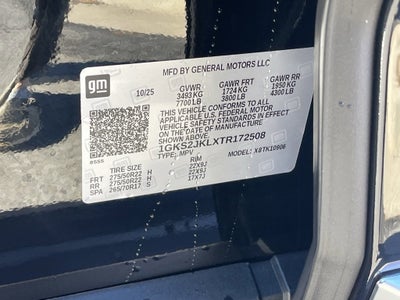 MFD BY GENERAL MOTORS LLC
gm
10/25 GVWR GAWR FRT GAWR RR
3493 KG 1724 KG 1950 KG
7700 LB 3800 LB 4300 LB
THIS VEHICLE CONFORMS TO ALL
APPLICABLE U.S. FEDERAL MOTOR
VEHICLE SAFETY STANDARDS IN EFFECT
ON THE DATE OF MANUFACTURE
SHOWN ABOVE.
1GKS2JKLXTR172508
TYPE: MPV MODEL: X8TK10906
TIRE SIZE RIM
FRT 275/50R22 H 22X9J
RR 275/50R22 H 22X9J
SPA 265/70R17 S 17X7J